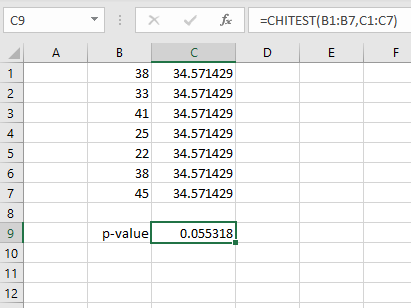 C9 fx =CHITEST(B1:B7,C1:C7)
A B C D E F
1 38 34.571429
2 33 34.571429
3 41 34.571429
4 25 34.571429
5 22 34.571429
6 38 34.571429
7 45 34.571429
8
9 p-value 0.055318
10
11
12